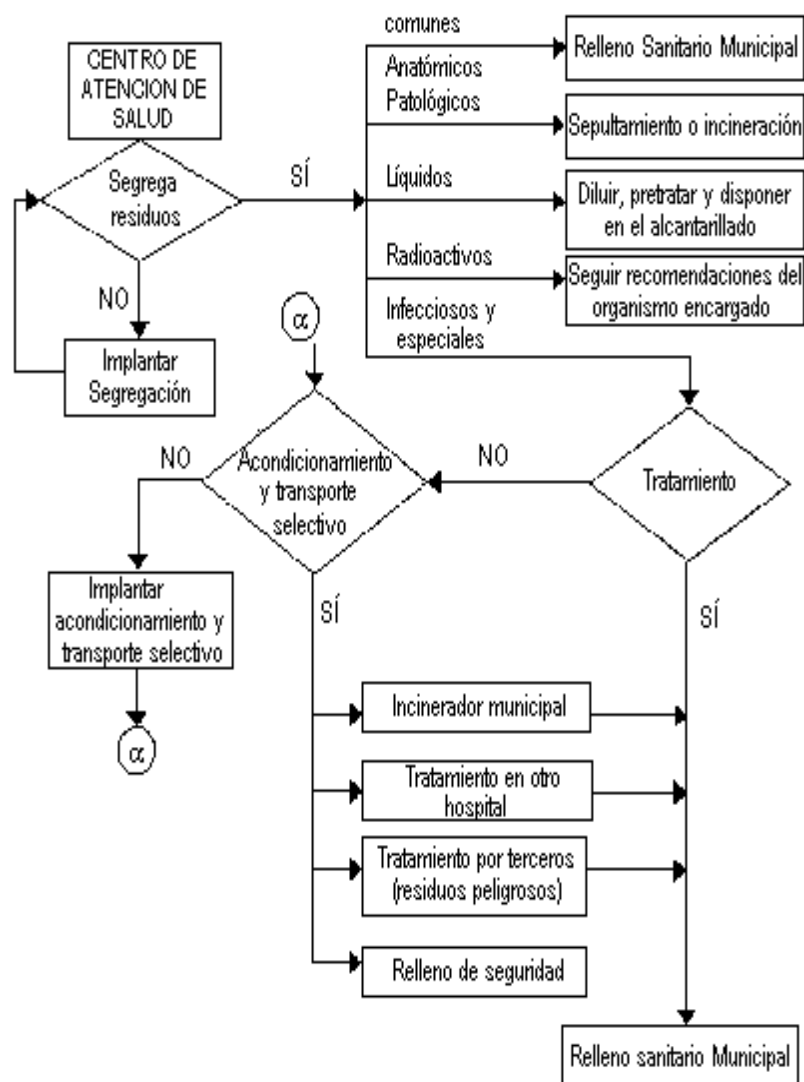 CENTRO DE
ATENCION DE
SALUD
Segrega
residuos
SÍ
NO
Implantar
Segregación
comunes
Relleno Sanitario Municipal
Anatómicos
Patológicos
Sepultamiento o incineración
Líquidos
Diluir, pretratar y disponer
en el alcantarillado
Radioactivos
Seguir recomendaciones del
organismo encargado
Infecciosos y
especiales
α
Tratamiento
NO
SÍ
Acondicionamiento
y transporte
selectivo
NO
Implantar
acondicionamiento y
transporte selectivo
α
SÍ
Incinerador municipal
Tratamiento en otro
hospital
Tratamiento por terceros
(residuos peligrosos)
Relleno de seguridad
Relleno sanitario Municipal